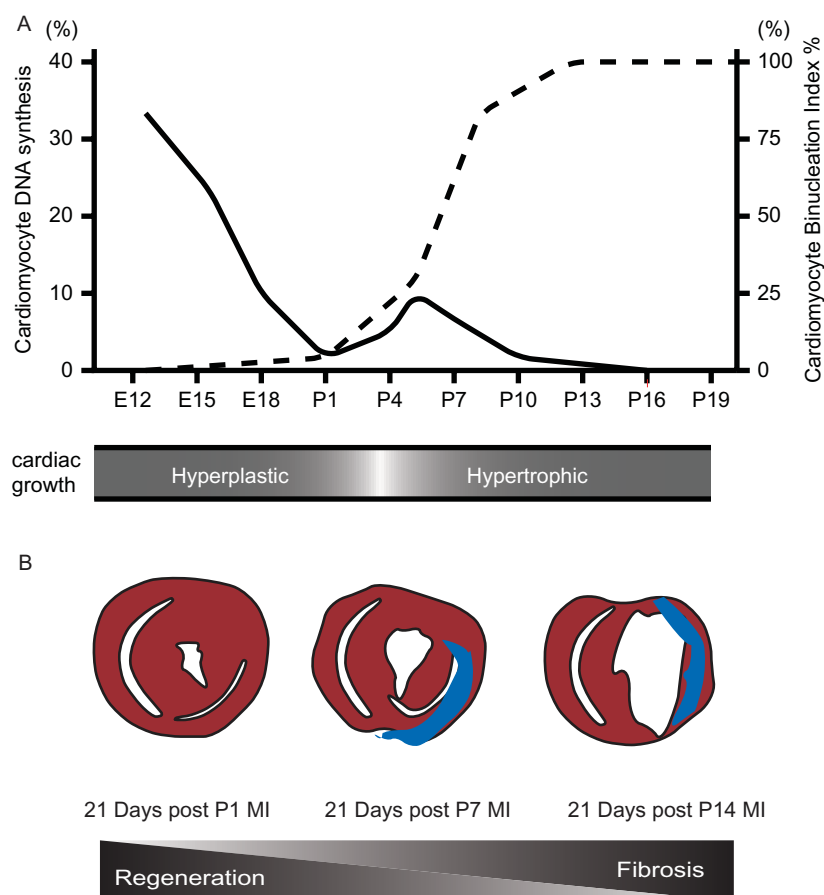 A
(%)
(%)
Cardiomyocyte DNA synthesis
40
30
20
10
0
100
75
50
25
0
Cardiomyocyte Binucleation Index %
E12 E15 E18 P1 P4 P7 P10 P13 P16 P19
cardiac
growth
Hyperplastic Hypertrophic
B
21 Days post P1 MI 21 Days post P7 MI 21 Days post P14 MI
Regeneration Fibrosis